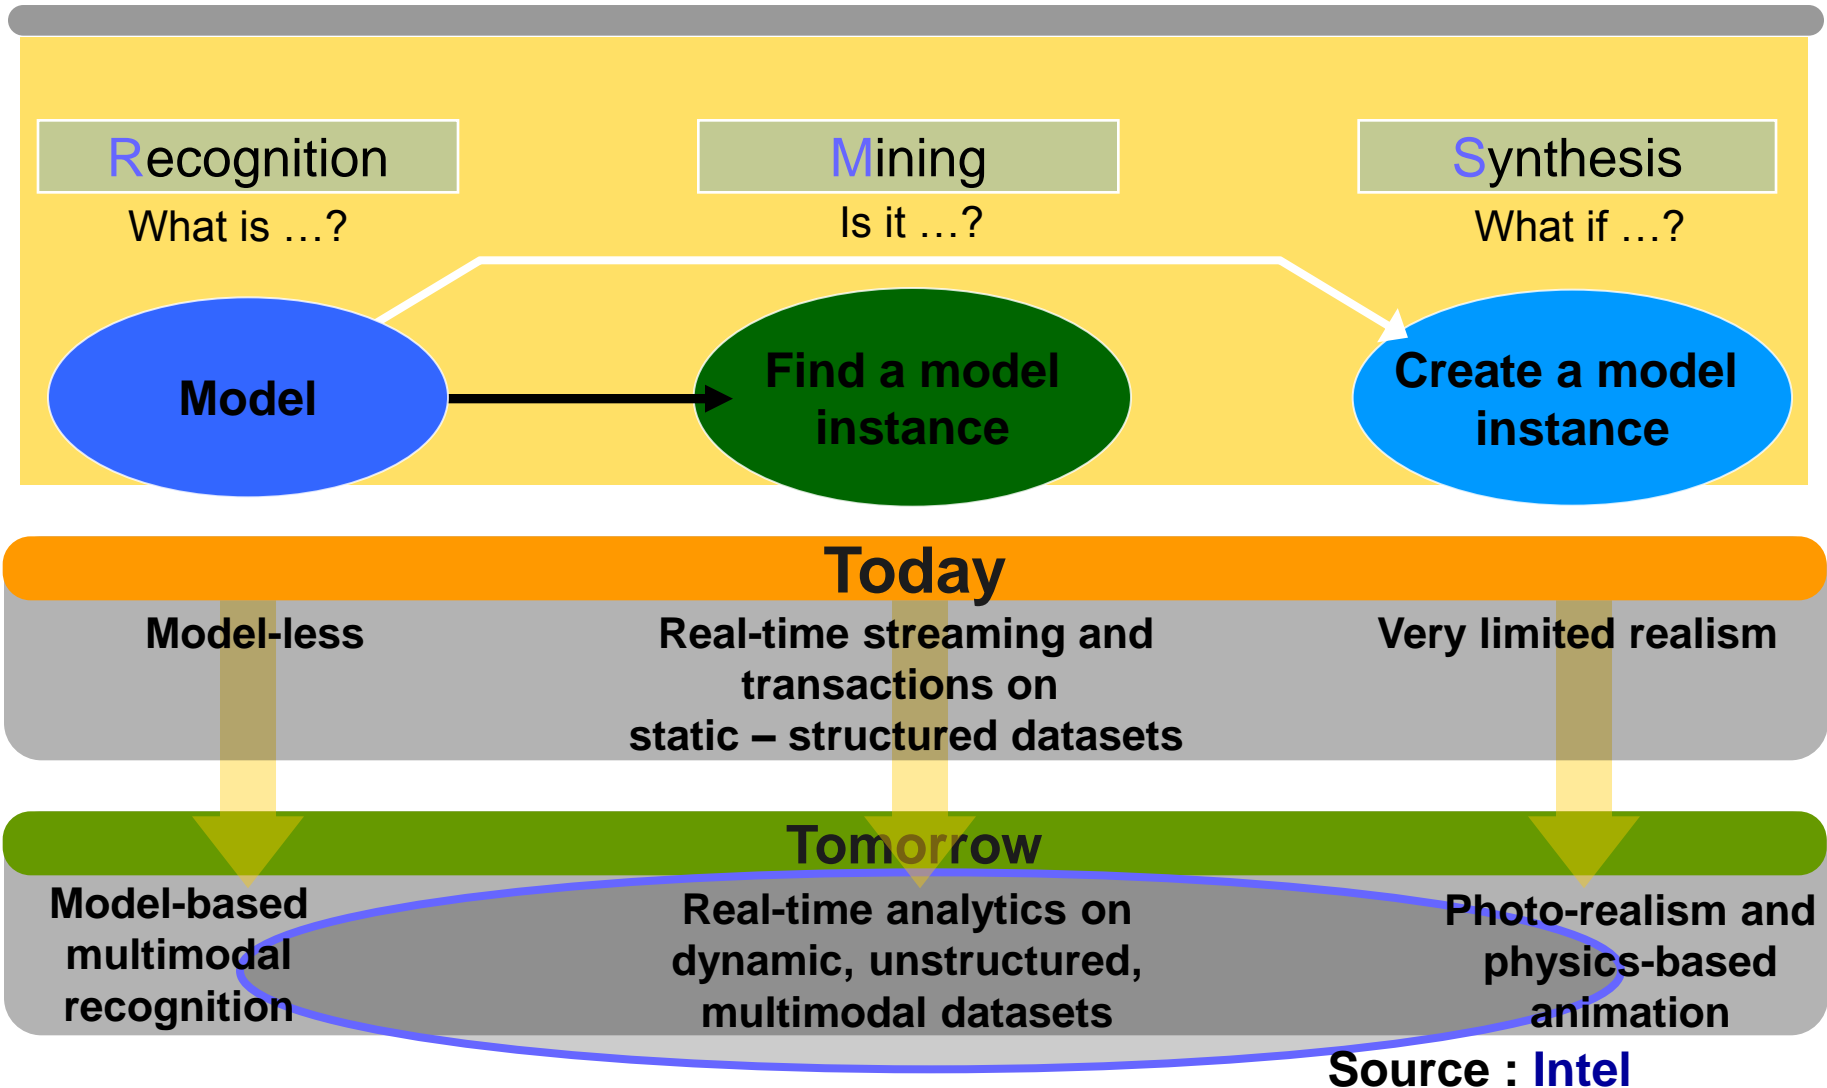 Recognition
Mining
Synthesis
What is …?
Is it …?
What if …?
Model
Find a model
instance
Create a model
instance
Today
Model-less
Real-time streaming and
transactions on
static – structured datasets
Very limited realism
Tomorrow
Model-based
multimodal
recognition
Real-time analytics on
dynamic, unstructured,
multimodal datasets
Photo-realism and
physics-based
animation
Source : Intel